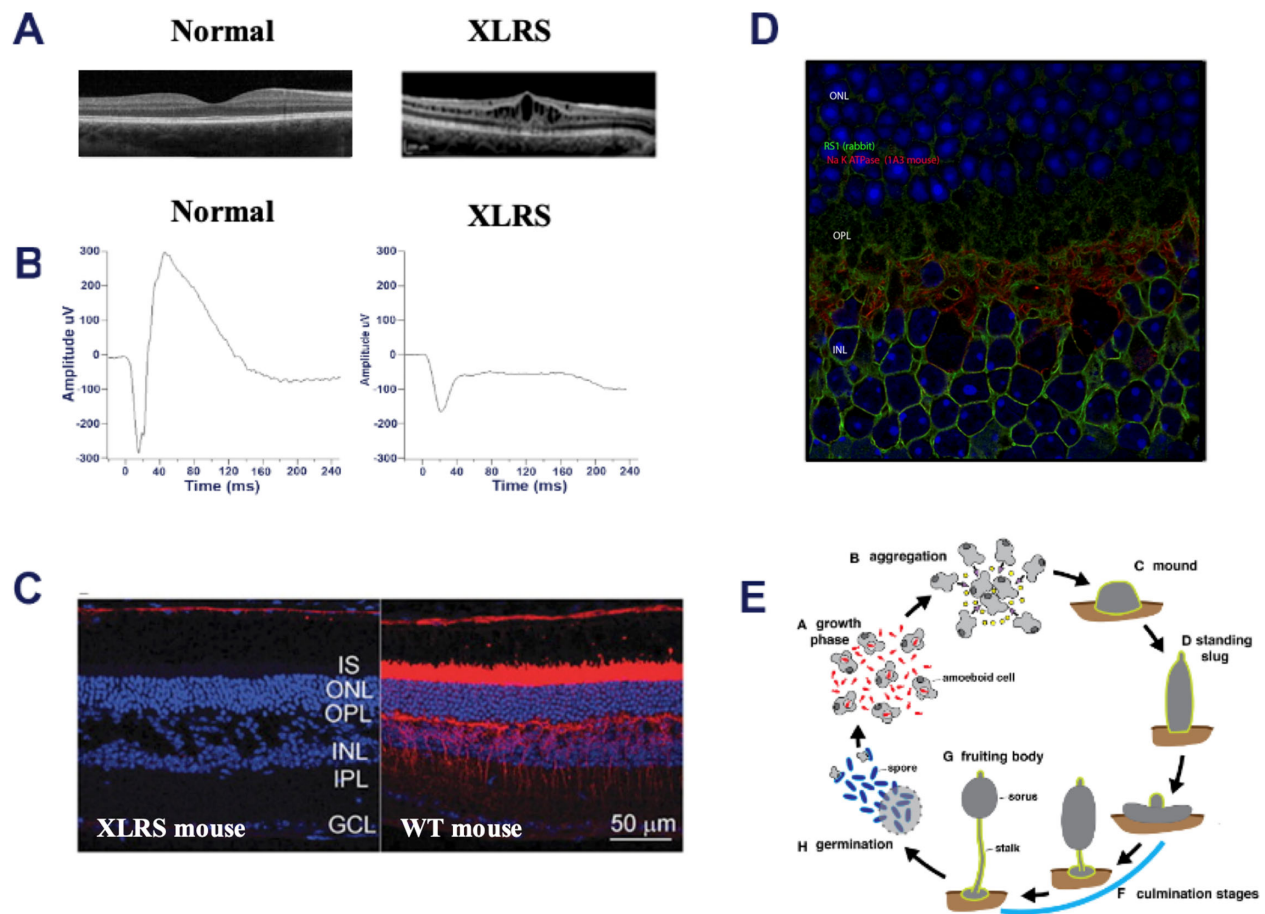 A
Normal
XLRS
B
Normal
XLRS
Amplitude uV
300
200
100
0
-100
-200
-300
0 40 80 120 160 200 240
Time (ms)
Amplitude uV
300
200
100
0
-100
-200
-300
0 40 80 120 160 200 240
Time (ms)
C
IS
ONL
OPL
INL
IPL
GCL
XLRS mouse
WT mouse
50 µm
D
ONL
RS1 (rabbit)
Na K ATPase (1A3 mouse)
OPL
INL
E
B aggregation
C mound
A growth
phase
D standing
slug
amoeboid cell
G fruiting body
spore
sorus
stalk
H germination
F culmination stages